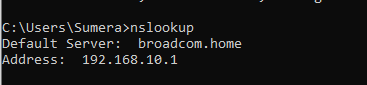 C:\Users\Sumera>nslookup
Default Server:  broadcom.home
Address:  192.168.10.1